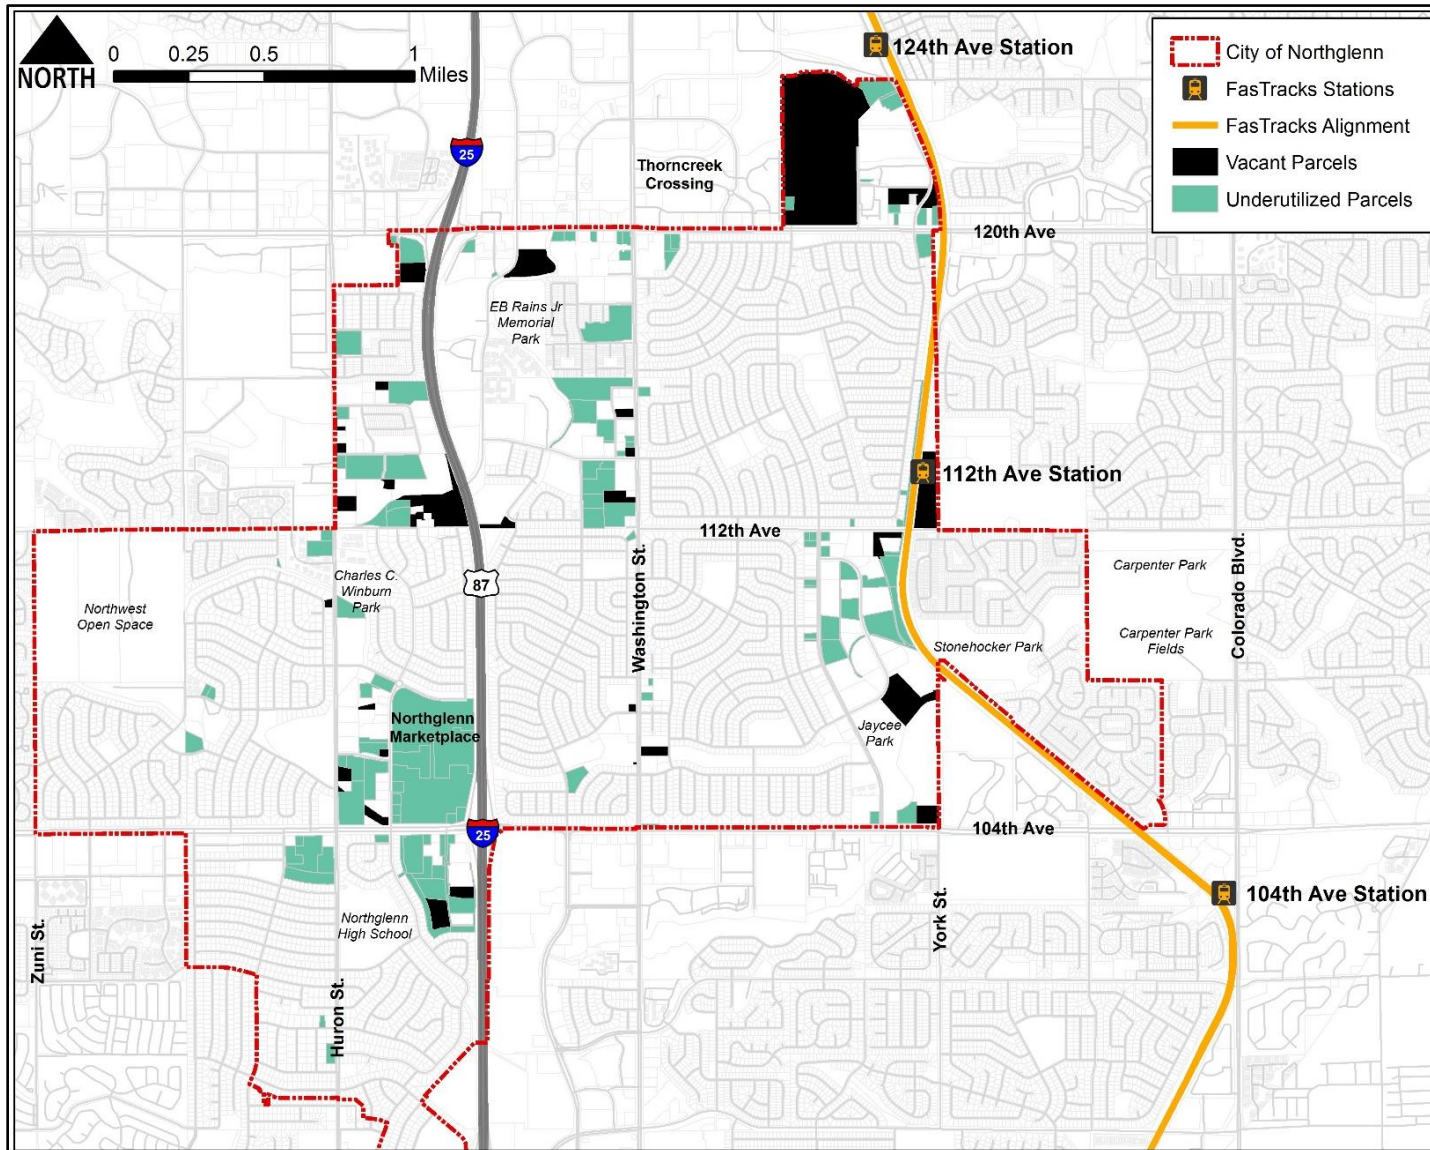 NORTH
0 0.25 0.5 1
Miles
124th Ave Station
City of Northglenn
FasTracks Stations
FasTracks Alignment
Vacant Parcels
Underutilized Parcels
25
Thorncreek
Crossing
120th Ave
EB Rains Jr
Memorial
Park
112th Ave Station
112th Ave
87
Charles C.
Winburn
Park
Northwest
Open Space
Washington St.
Carpenter Park
Colorado Blvd.
Carpenter Park
Fields
Stonehocker Park
Northglenn
Marketplace
Jaycee
Park
25
104th Ave
104th Ave Station
Northglenn
High School
Zuni St.
Huron St.
York St.